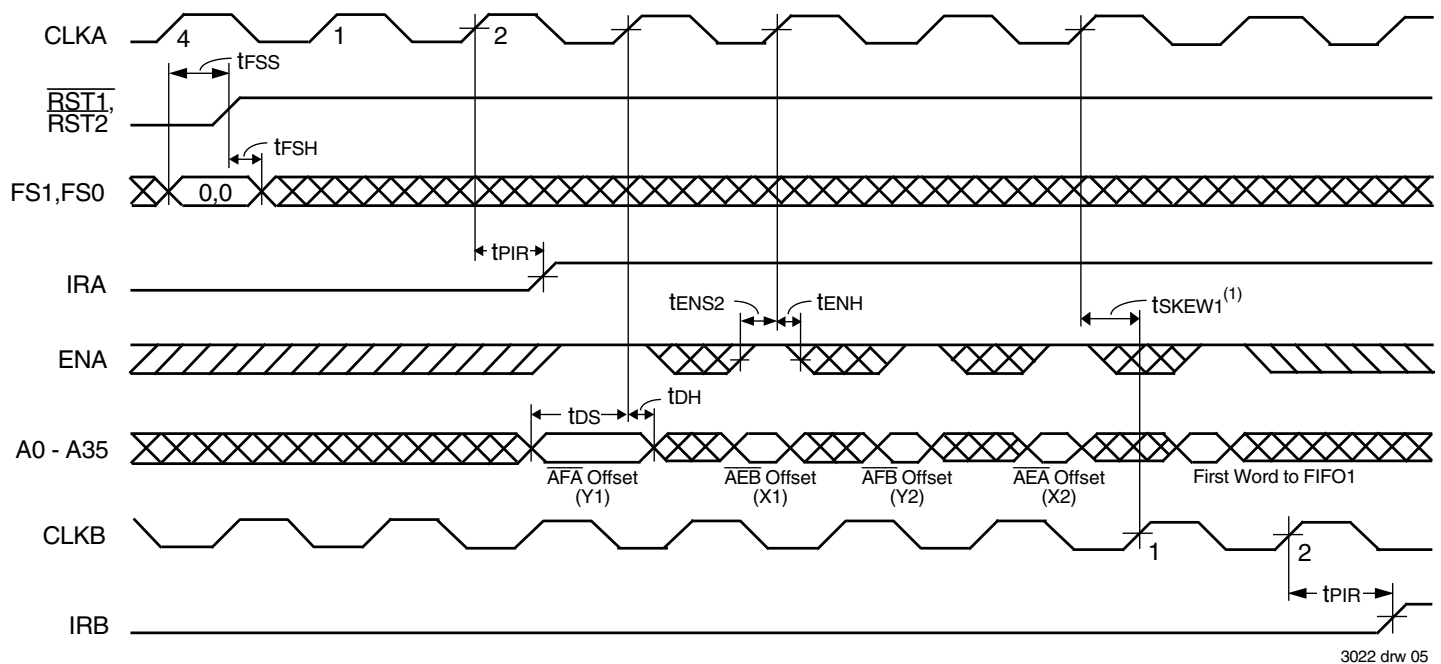 CLKA
4
1
2
tFSS
RST1,
RST2
tFSH
FS1,FS0
0,0
tPIR
IRA
tENS2
tENH
tSKEW1(1)
ENA
tDS
tDH
A0 - A35
AFA Offset
(Y1)
AEB Offset
(X1)
AFB Offset
(Y2)
AEA Offset
(X2)
First Word to FIFO1
CLKB
1
2
tPIR
IRB
3022 drw 05